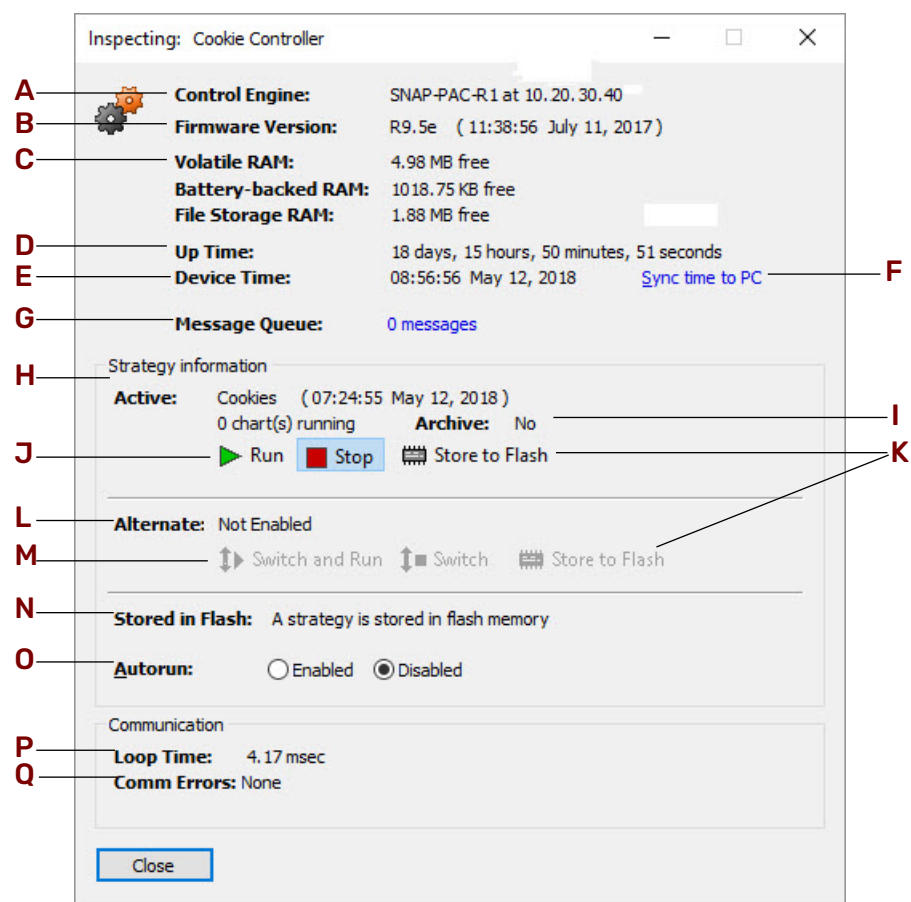 Inspecting: Cookie Controller
A Control Engine: SNAP-PAC-R1 at 10.20.30.40
B Firmware Version: R9.5e ( 11:38:56 July 11, 2017 )
C Volatile RAM: 4.98 MB free
Battery-backed RAM: 1018.75 KB free
File Storage RAM: 1.88 MB free
D Up Time: 18 days, 15 hours, 50 minutes, 51 seconds
E Device Time: 08:56:56 May 12, 2018 Sync time to PC F
G Message Queue: 0 messages
H Strategy information
Active: Cookies ( 07:24:55 May 12, 2018 )
0 chart(s) running Archive: No I
J Run Stop Store to Flash K
L Alternate: Not Enabled
M Switch and Run Switch Store to Flash
N Stored in Flash: A strategy is stored in flash memory
O Autorun: Enabled Disabled
Communication
P Loop Time: 4.17 msec
Q Comm Errors: None
Close